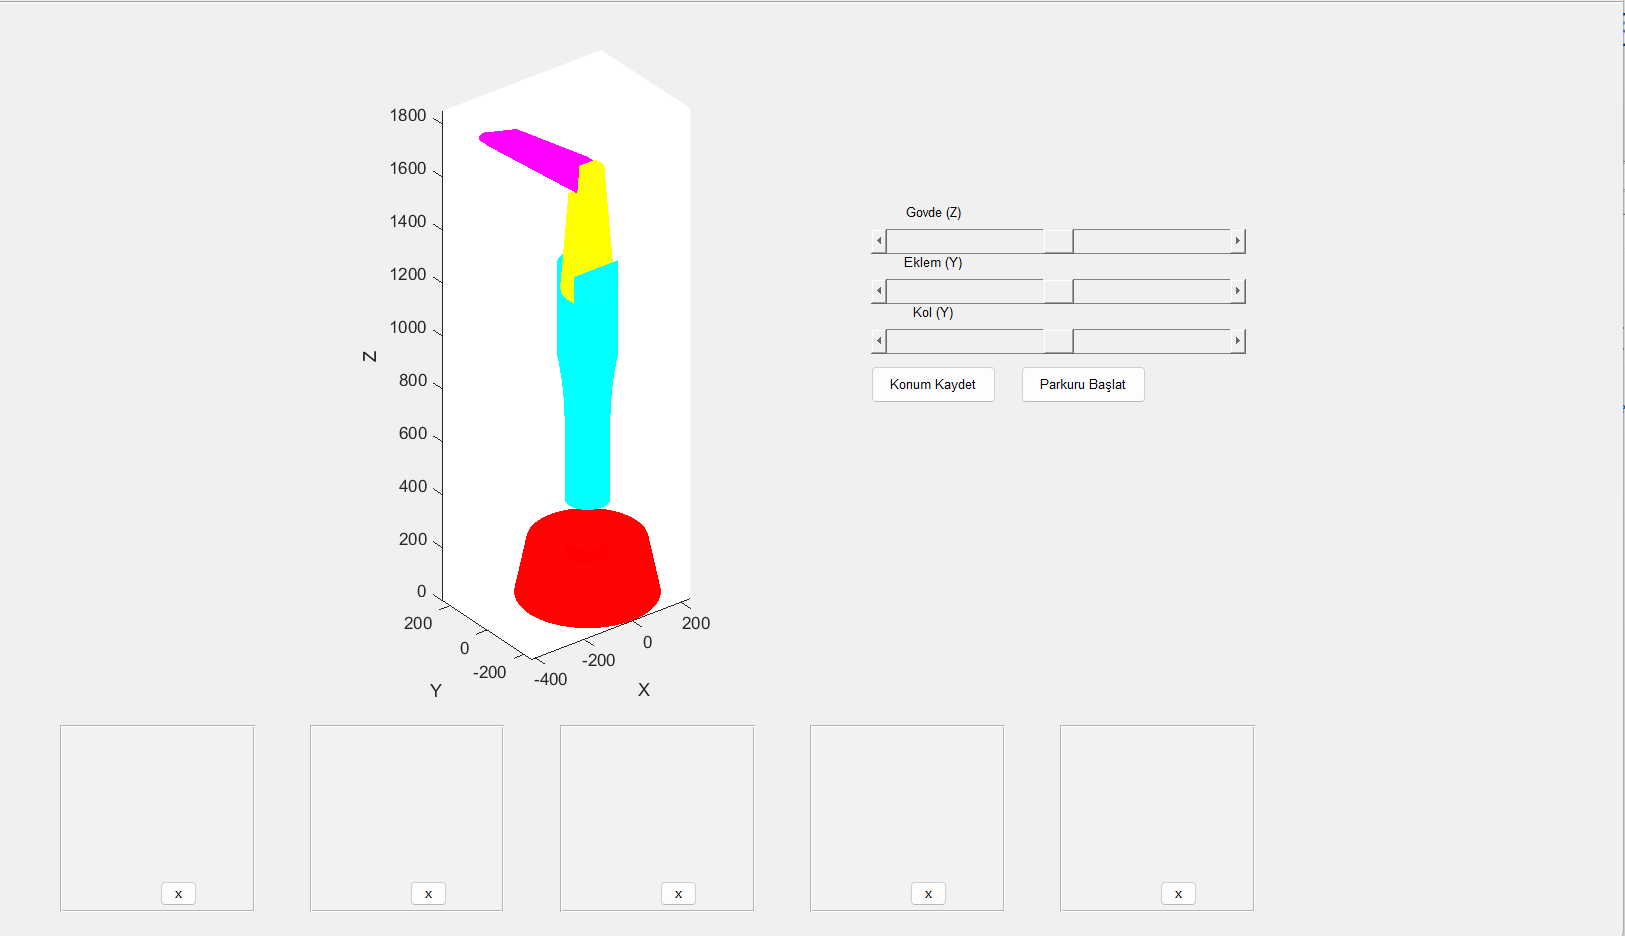 1800
1600
1400
1200
1000
800
600
400
200
0
Z
200
0
-200
Y
-400
-200
0
200
X
Govde (Z)
Eklem (Y)
Kol (Y)
Konum Kaydet
Parkuru Başlat
x
x
x
x
x